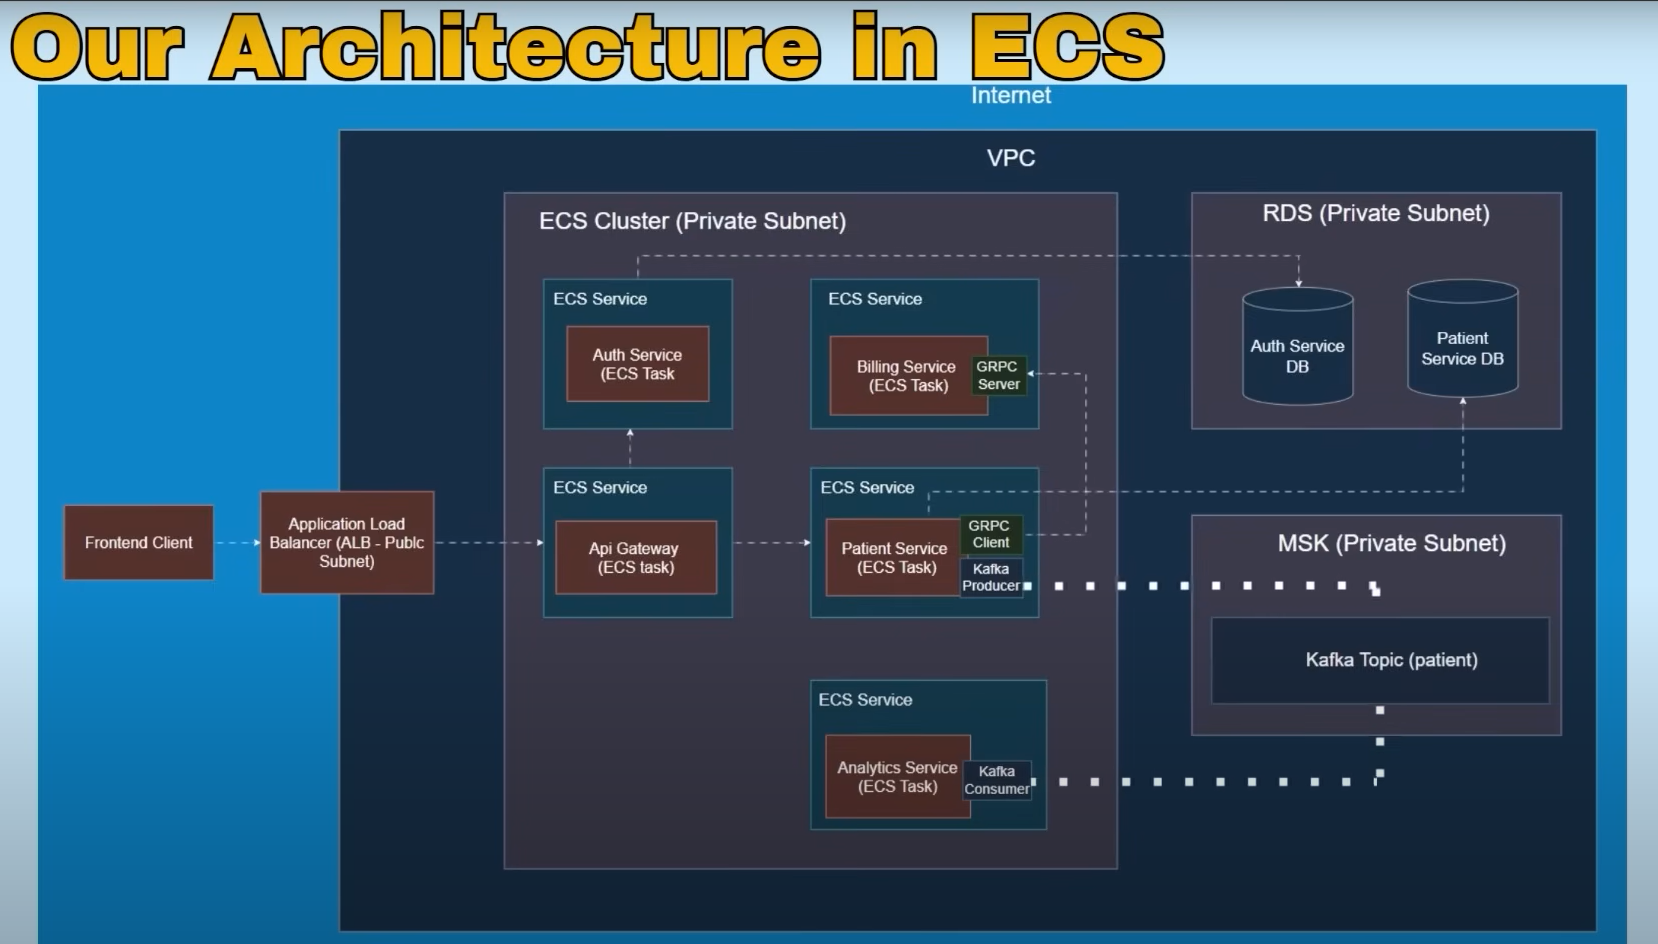 Our Architecture in ECS
Internet
VPC
ECS Cluster (Private Subnet)
RDS (Private Subnet)
ECS Service
Auth Service
(ECS Task
ECS Service
Billing Service
(ECS Task)
GRPC
Server
Auth Service
DB
Patient
Service DB
Frontend Client
Application Load
Balancer (ALB - Publc
Subnet)
ECS Service
Api Gateway
(ECS task)
ECS Service
Patient Service
(ECS Task)
GRPC
Client
Kafka
Producer
MSK (Private Subnet)
Kafka Topic (patient)
ECS Service
Analytics Service
(ECS Task)
Kafka
Consumer